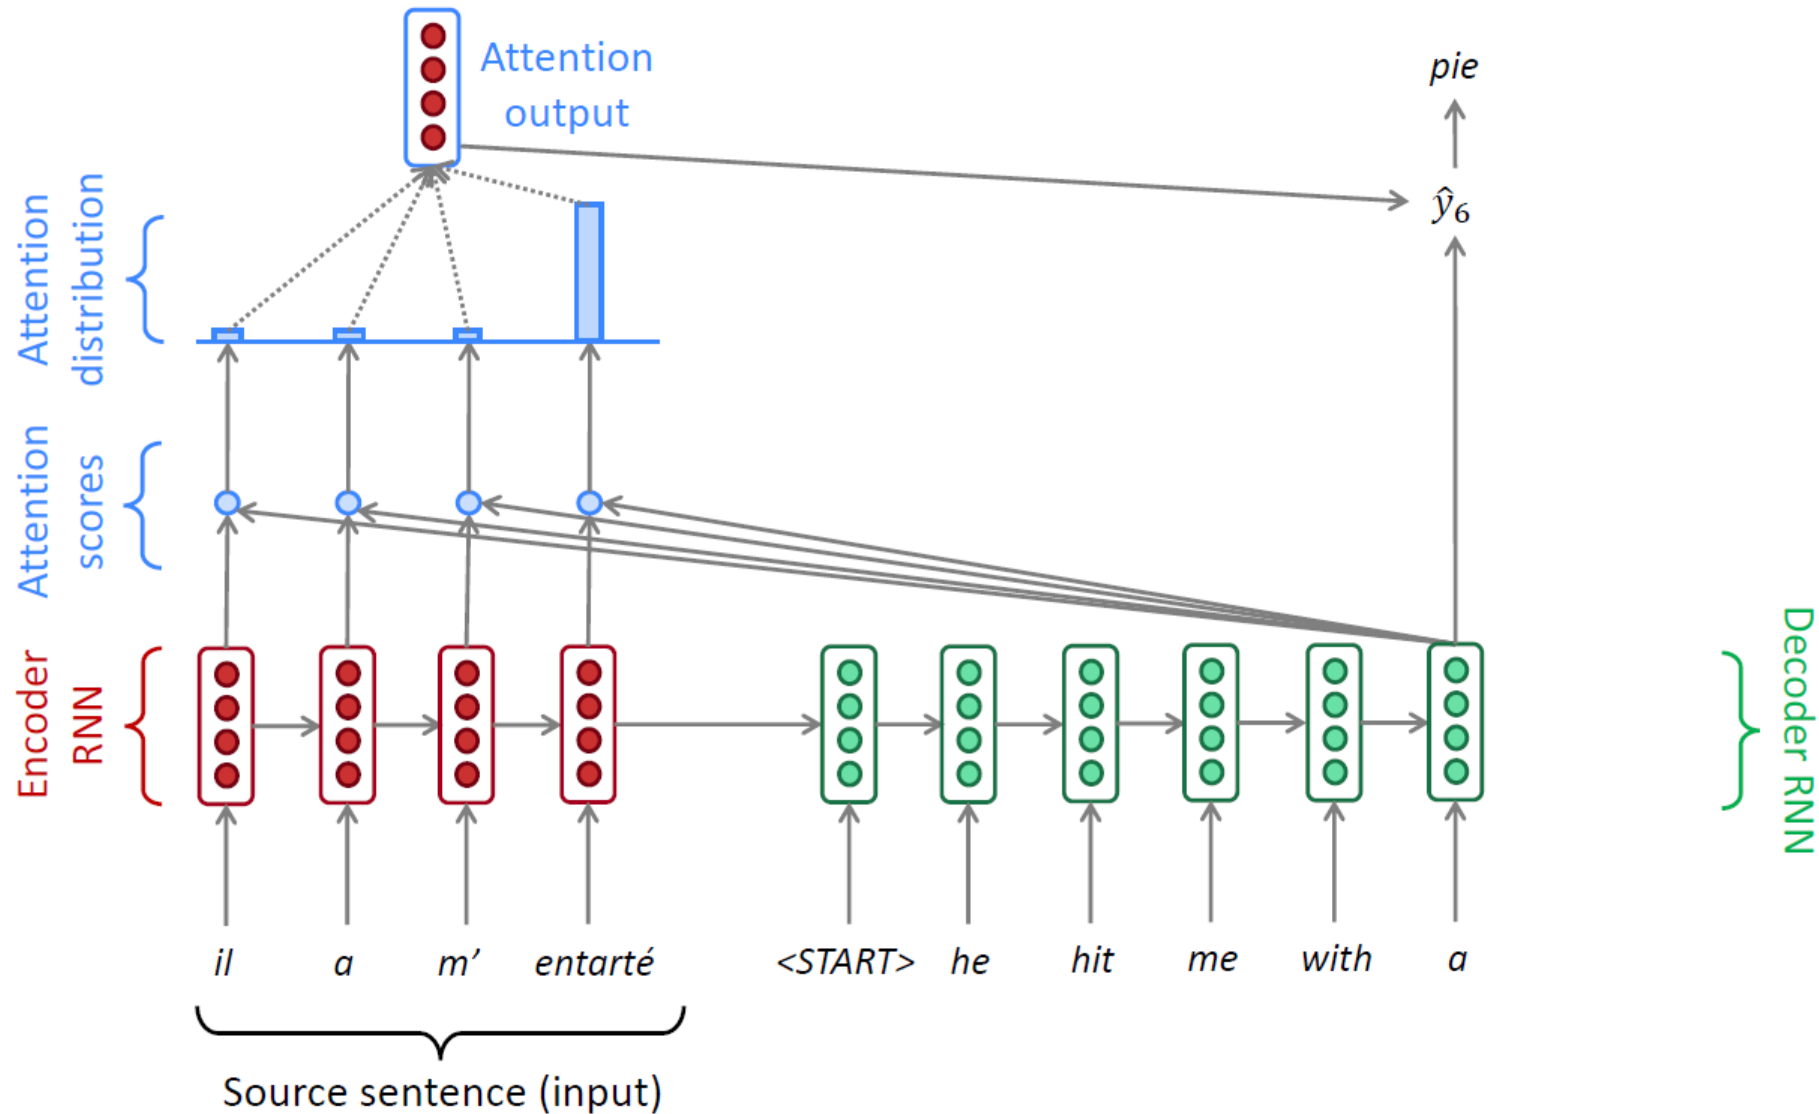 Attention
output
pie
Attention
distribution
ŷ₆
Attention
scores
Encoder
RNN
Decoder RNN
il a m’ entarté <START> he hit me with a
Source sentence (input)